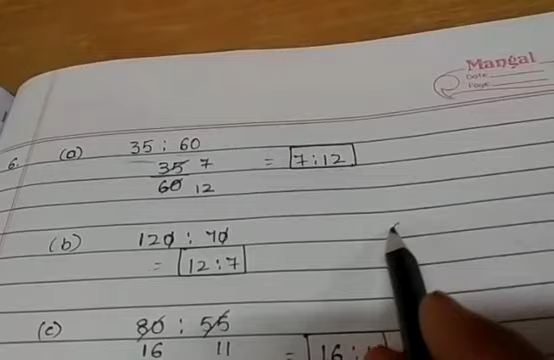 Mangal
Date
Page
6. (a) 35 : 60
35 7 = 7:12
60 12
(b) 120 : 70
= 12:7
(c) 80 : 55
16 11 = 16 :